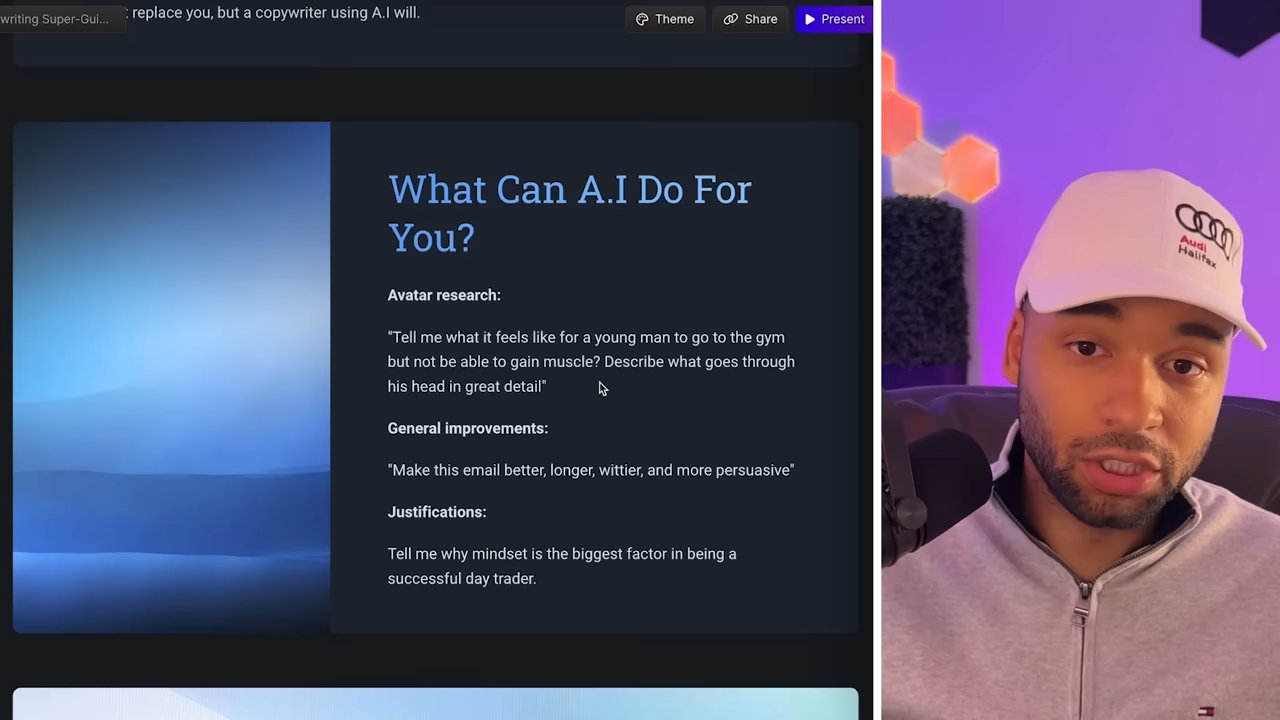 writing Super-Gui...
t replace you, but a copywriter using A.I will.
Theme
Share
Present
What Can A.I Do For
You?
Avatar research:
"Tell me what it feels like for a young man to go to the gym
but not be able to gain muscle? Describe what goes through
his head in great detail"
General improvements:
"Make this email better, longer, wittier, and more persuasive"
Justifications:
Tell me why mindset is the biggest factor in being a
successful day trader.
Audi
Halifax